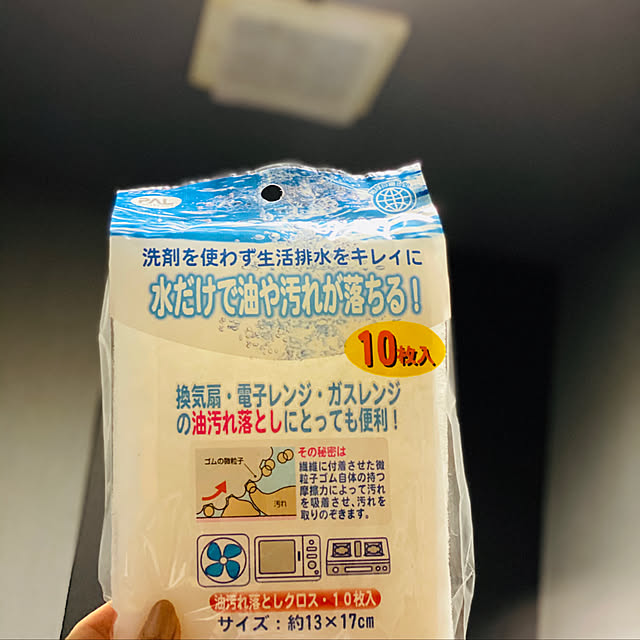 PAL
洗剤を使わず生活排水をキレイに
水だけで油や汚れが落ちる!
10枚入
換気扇・電子レンジ・ガスレンジ
の油汚れ落としにとっても便利!
ゴムの微粒子
汚れ
その秘密は
繊維に付着させた微
粒子ゴム自体の持つ
摩擦力によって汚れ
を吸着させ、汚れを
取りのぞきます。
油汚れ落としクロス・10枚入
サイズ:約13×17cm